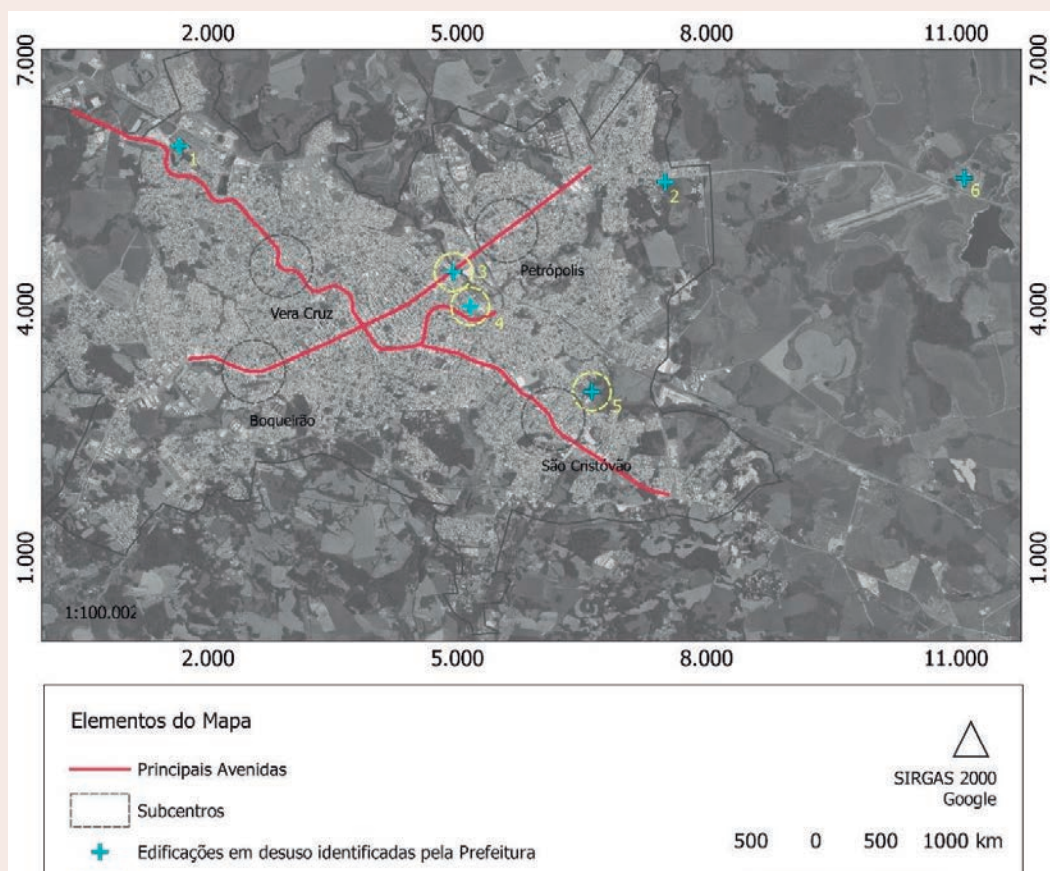 2.000 5.000 8.000 11.000
7.000 7.000
1
2
6
3
Petrópolis
4.000 4.000
Vera Cruz
4
5
Boqueirão
São Cristóvão
1.000 1.000
1:100.002
2.000 5.000 8.000 11.000
Elementos do Mapa
Principais Avenidas
SIRGAS 2000
Google
Subcentros
500 0 500 1000 km
Edificações em desuso identificadas pela Prefeitura